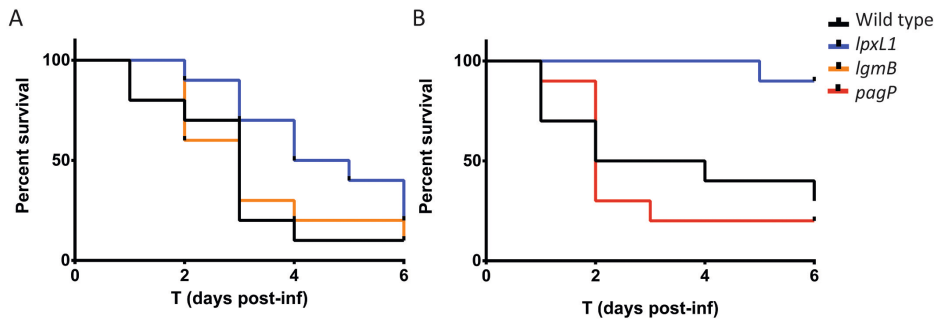 A
Percent survival
100
50
0
0 2 4 6
T (days post-inf)
B
Percent survival
100
50
0
0 2 4 6
T (days post-inf)
Wild type
lpxL1
lgmB
pagP